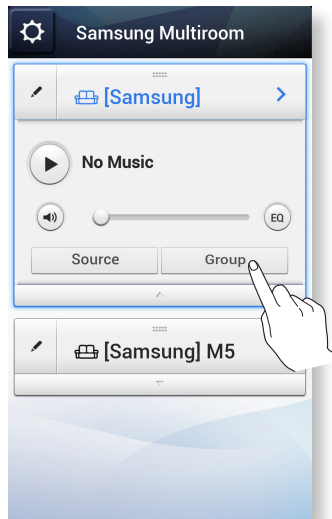 Samsung Multiroom
[Samsung]
No Music
EQ
Source Group
[Samsung] M5